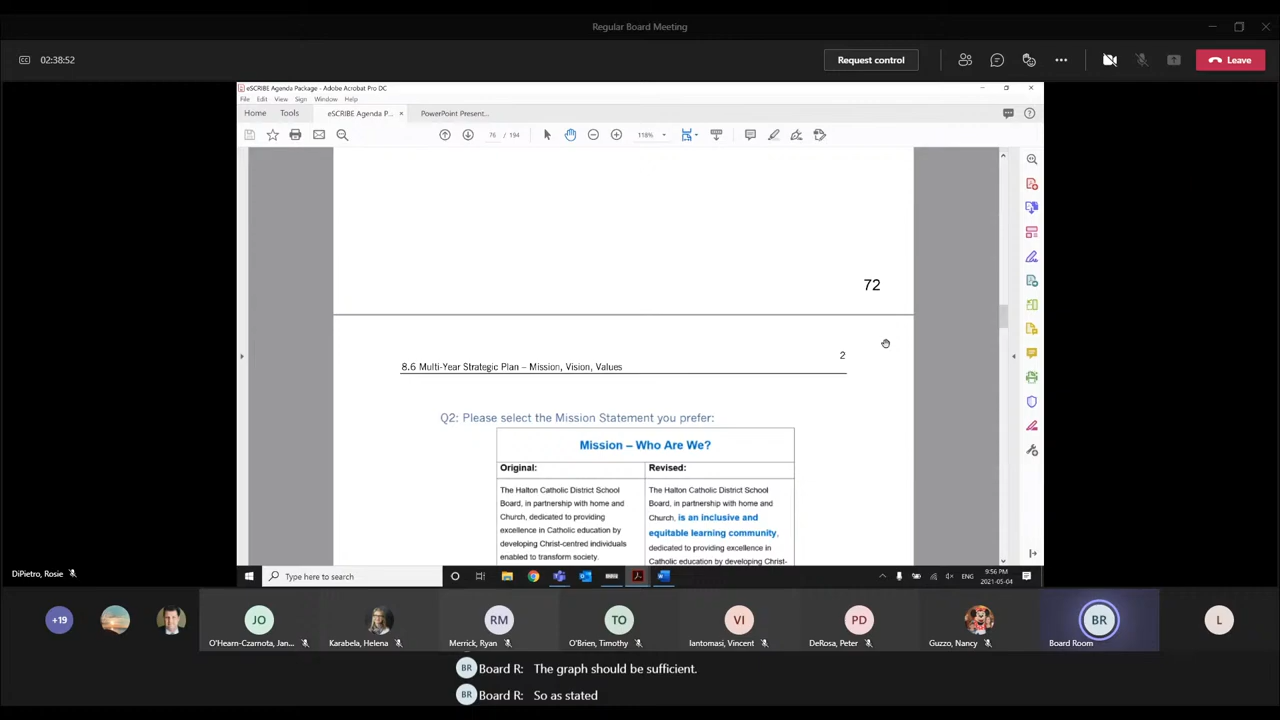 Regular Board Meeting
CC 02:38:52
Request control
Leave
eSCRIBE Agenda Package - Adobe Acrobat Pro DC
File Edit View Sign Window Help
Home Tools eSCRIBE Agenda P... × PowerPoint Present...
76 / 194 118%
72
2
8.6 Multi-Year Strategic Plan – Mission, Vision, Values
Q2: Please select the Mission Statement you prefer:
Mission – Who Are We?
Original: Revised:
The Halton Catholic District School
Board, in partnership with home and
Church, dedicated to providing
excellence in Catholic education by
developing Christ-centred individuals
enabled to transform society.
The Halton Catholic District School
Board, in partnership with home and
Church, is an inclusive and
equitable learning community,
dedicated to providing excellence in
Catholic education by developing Christ-
DiPietro, Rosie
Type here to search
ENG
9:56 PM
2021-05-04
+19
JO
O'Hearn-Czarnota, Jan...
Karabela, Helena
RM
Merrick, Ryan
TO
O'Brien, Timothy
VI
Iantomasi, Vincent
PD
DeRosa, Peter
Guzzo, Nancy
BR
Board Room
L
BR Board R: The graph should be sufficient.
BR Board R: So as stated